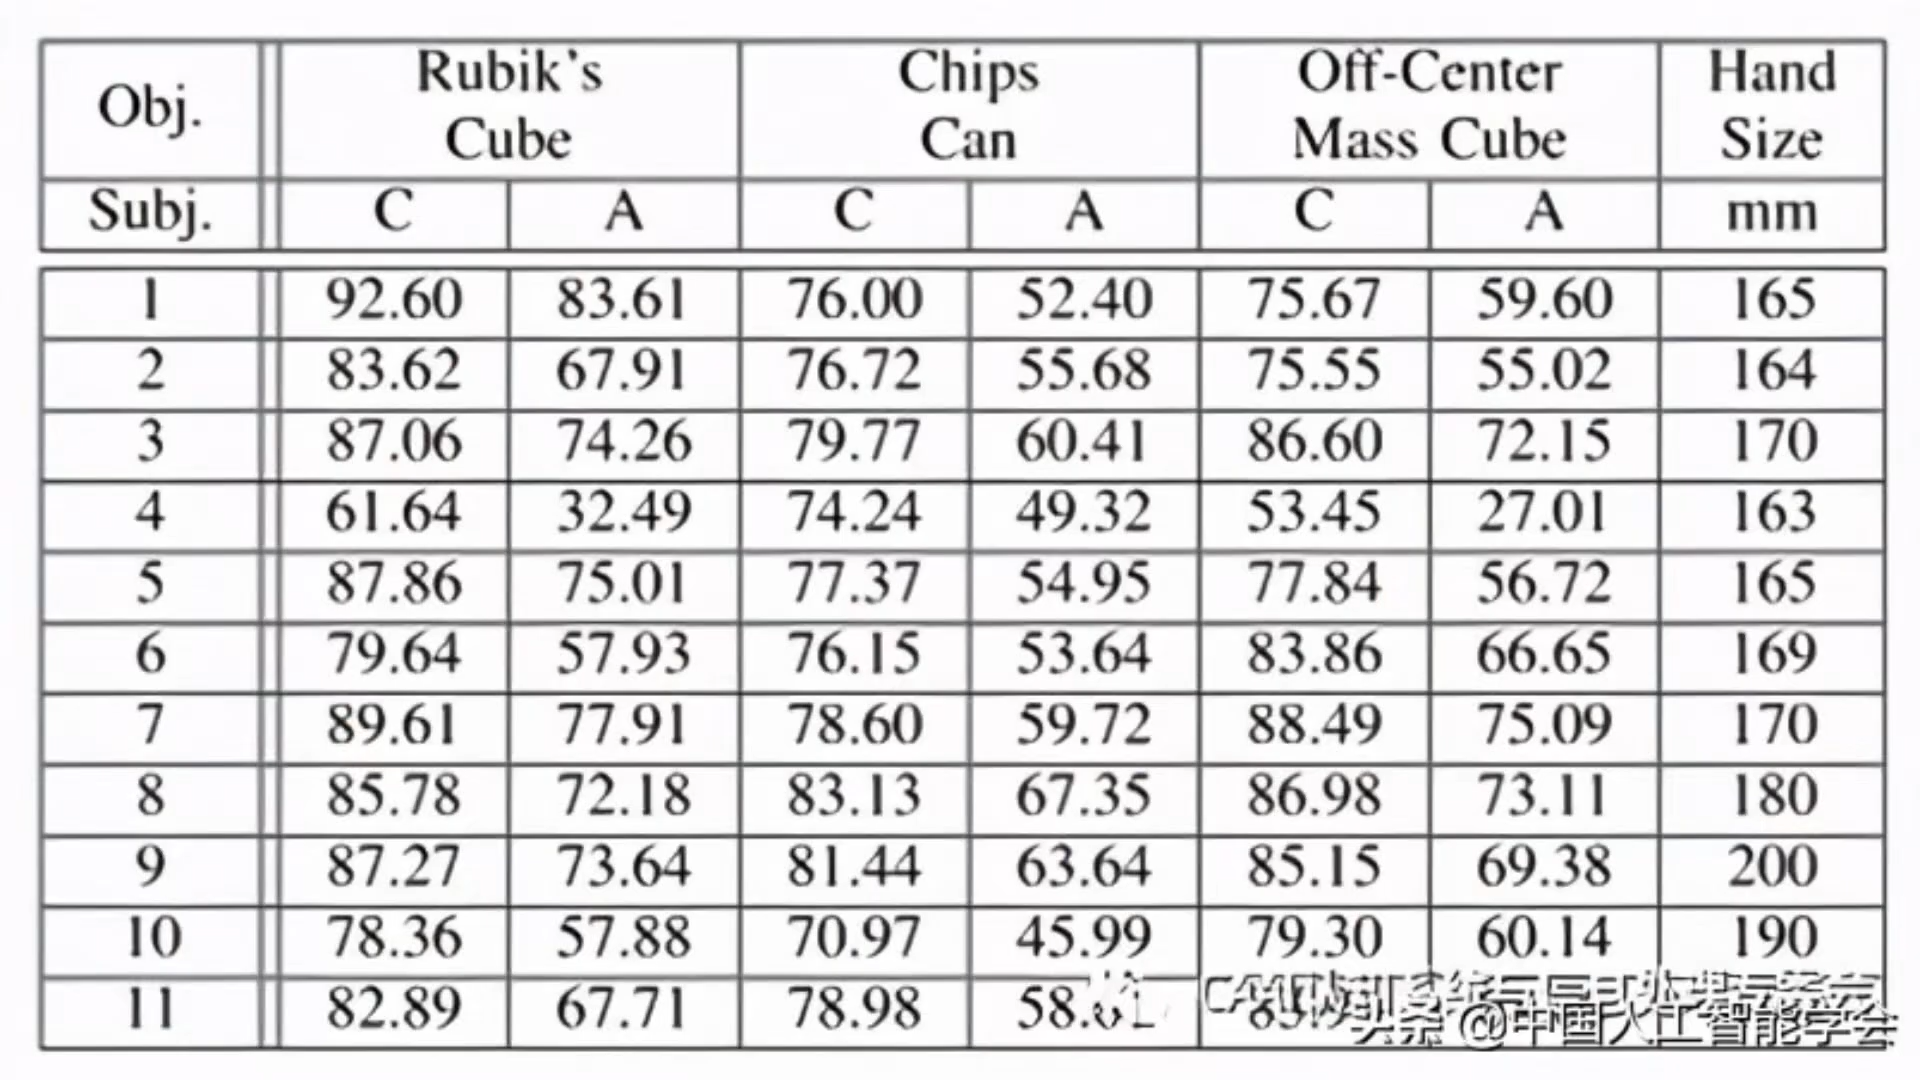 Obj. Rubik's Cube Chips Can Off-Center Mass Cube Hand Size
Subj. C A C A C A mm
1 92.60 83.61 76.00 52.40 75.67 59.60 165
2 83.62 67.91 76.72 55.68 75.55 55.02 164
3 87.06 74.26 79.77 60.41 86.60 72.15 170
4 61.64 32.49 74.24 49.32 53.45 27.01 163
5 87.86 75.01 77.37 54.95 77.84 56.72 165
6 79.64 57.93 76.15 53.64 83.86 66.65 169
7 89.61 77.91 78.60 59.72 88.49 75.09 170
8 85.78 72.18 83.13 67.35 86.98 73.11 180
9 87.27 73.64 81.44 63.64 85.15 69.38 200
10 78.36 57.88 70.97 45.99 79.30 60.14 190
11 82.89 67.71 78.98
头条 @中国人工智能学会